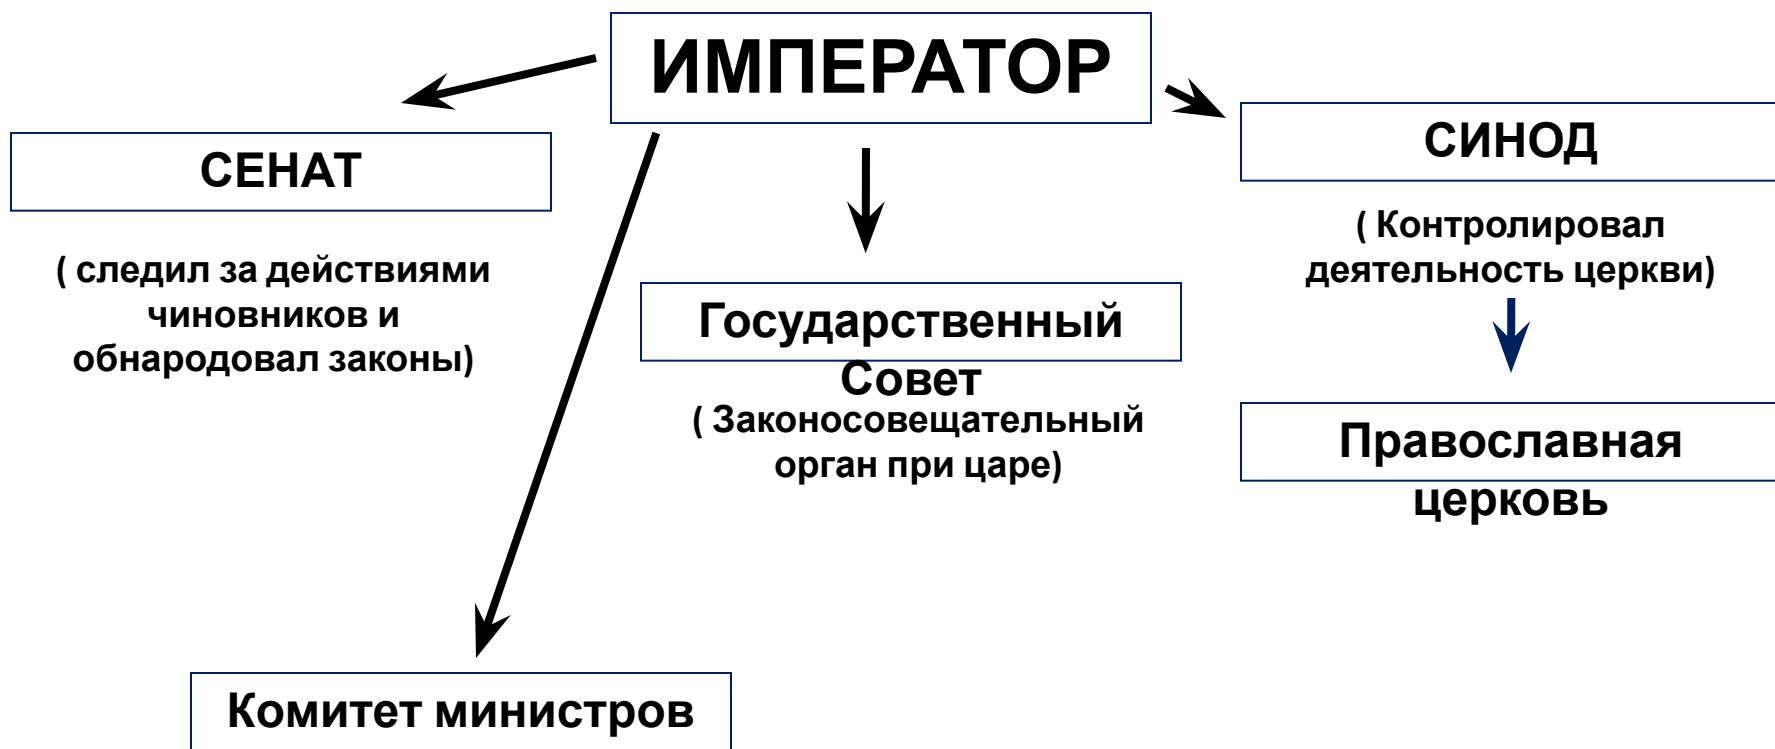 ИМПЕРАТОР
СЕНАТ
( следил за действиями
чиновников и
обнародовал законы)
Государственный
Совет
( Законосовещательный
орган при царе)
СИНОД
( Контролировал
деятельность церкви)
Православная
церковь
Комитет министров